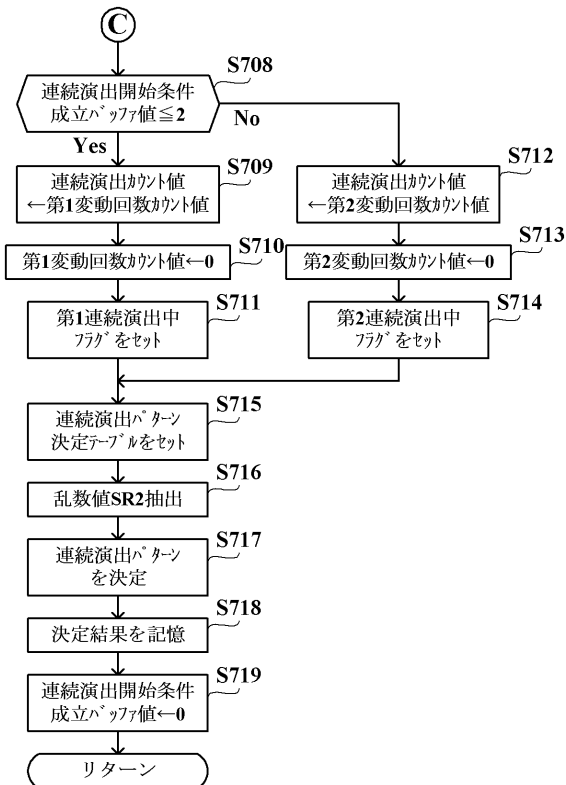 C
S708
連続演出開始条件
成立ﾊﾞｯﾌｧ値≦2
Yes
No
S709
連続演出ｶｳﾝﾄ値
←第1変動回数ｶｳﾝﾄ値
S712
連続演出ｶｳﾝﾄ値
←第2変動回数ｶｳﾝﾄ値
S710
第1変動回数ｶｳﾝﾄ値←0
S713
第2変動回数ｶｳﾝﾄ値←0
S711
第1連続演出中
ﾌﾗｸﾞをｾｯﾄ
S714
第2連続演出中
ﾌﾗｸﾞをｾｯﾄ
S715
連続演出ﾊﾟﾀｰﾝ
決定ﾃｰﾌﾞﾙをｾｯﾄ
S716
乱数値SR2抽出
S717
連続演出ﾊﾟﾀｰﾝ
を決定
S718
決定結果を記憶
S719
連続演出開始条件
成立ﾊﾞｯﾌｧ値←0
リターン